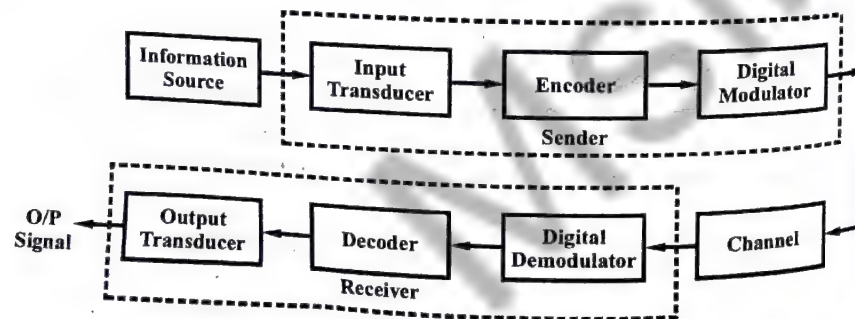 Information
Source
Input
Transducer
Encoder
Digital
Modulator
Sender
O/P
Signal
Output
Transducer
Decoder
Digital
Demodulator
Channel
Receiver